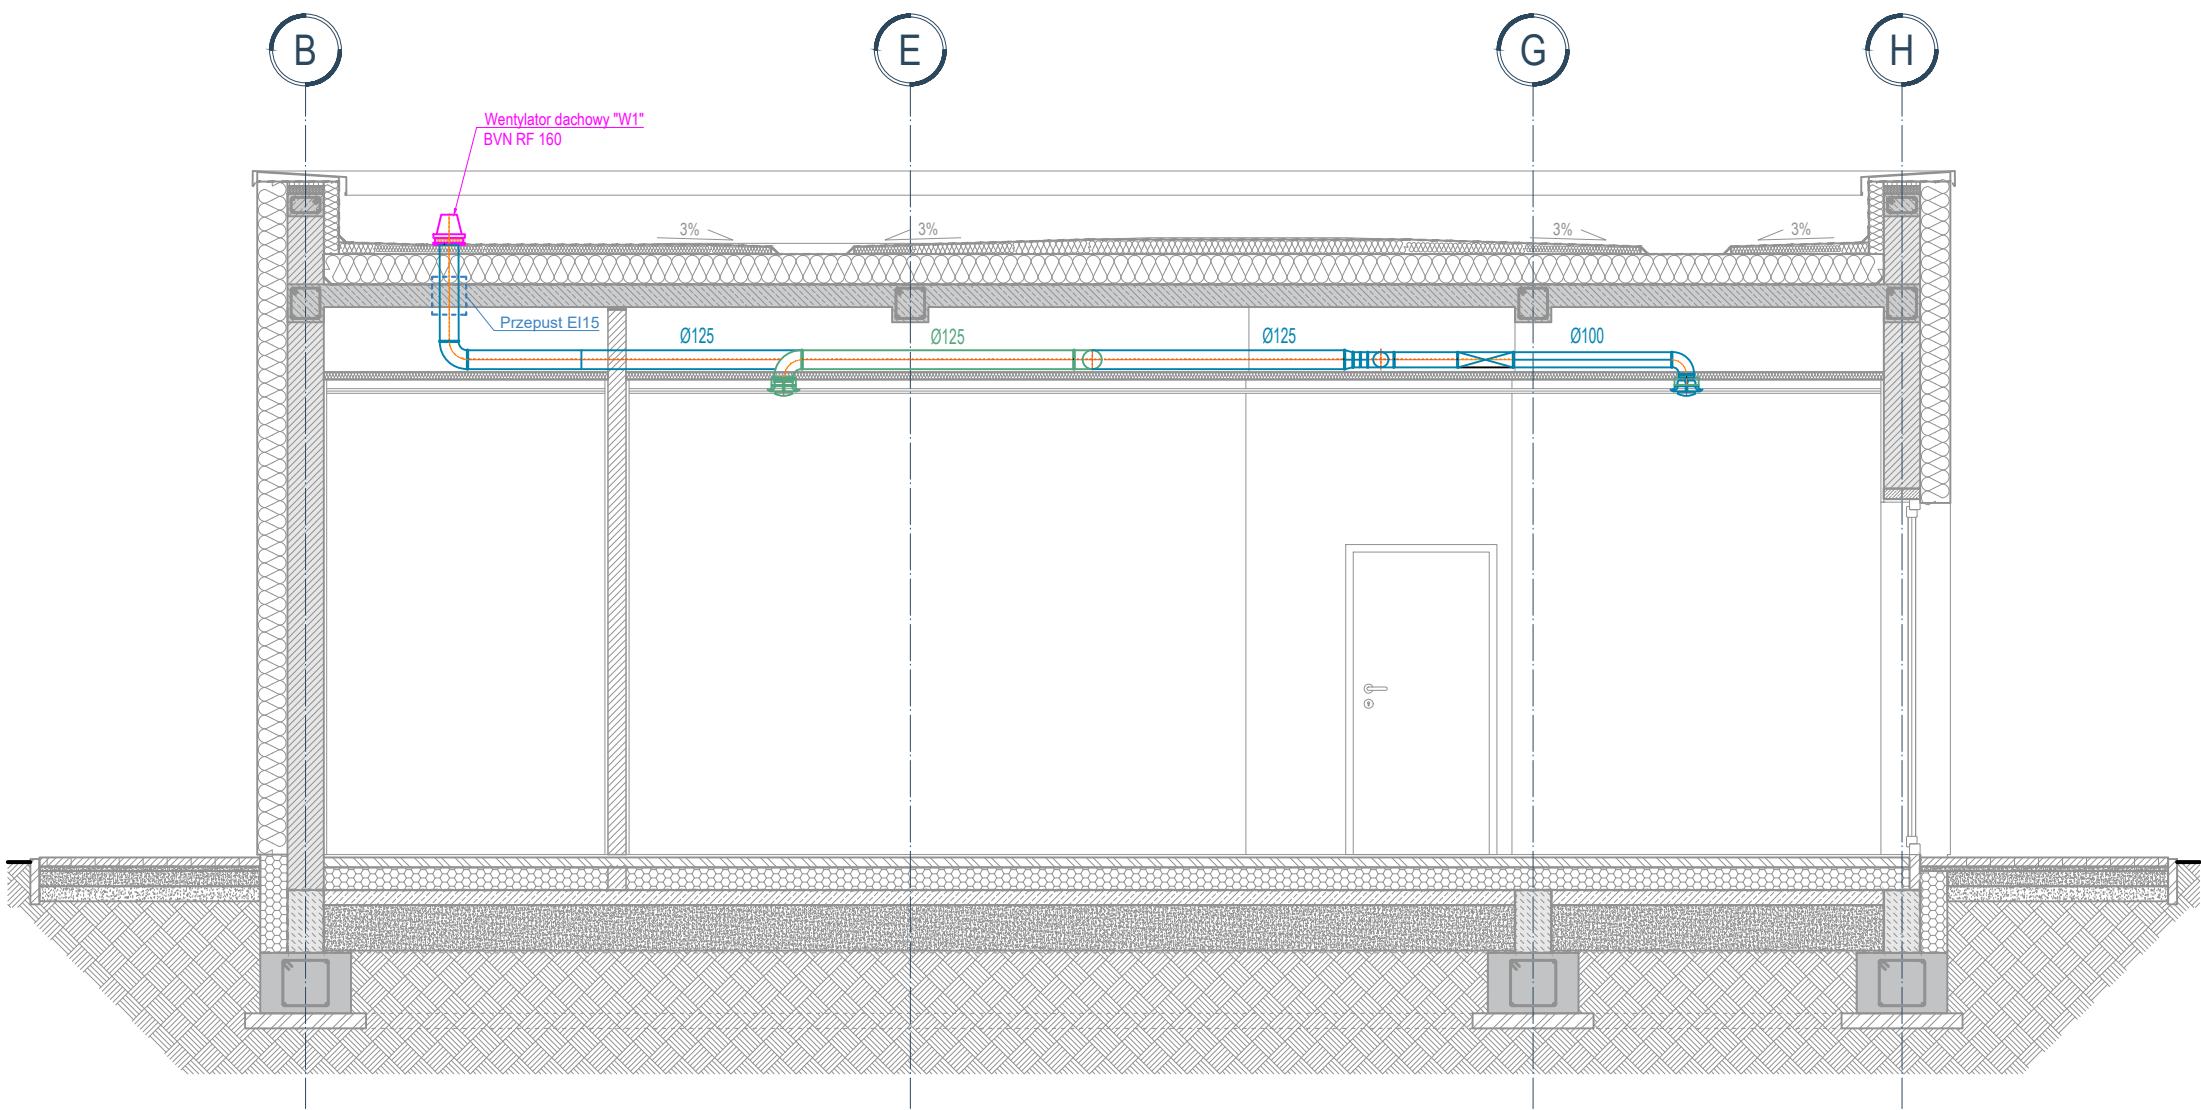 B
E
G
H
Wentylator dachowy "W1"
BVN RF 160
3%
3%
3%
3%
Przepust EI15
Ø125
Ø125
Ø125
Ø100